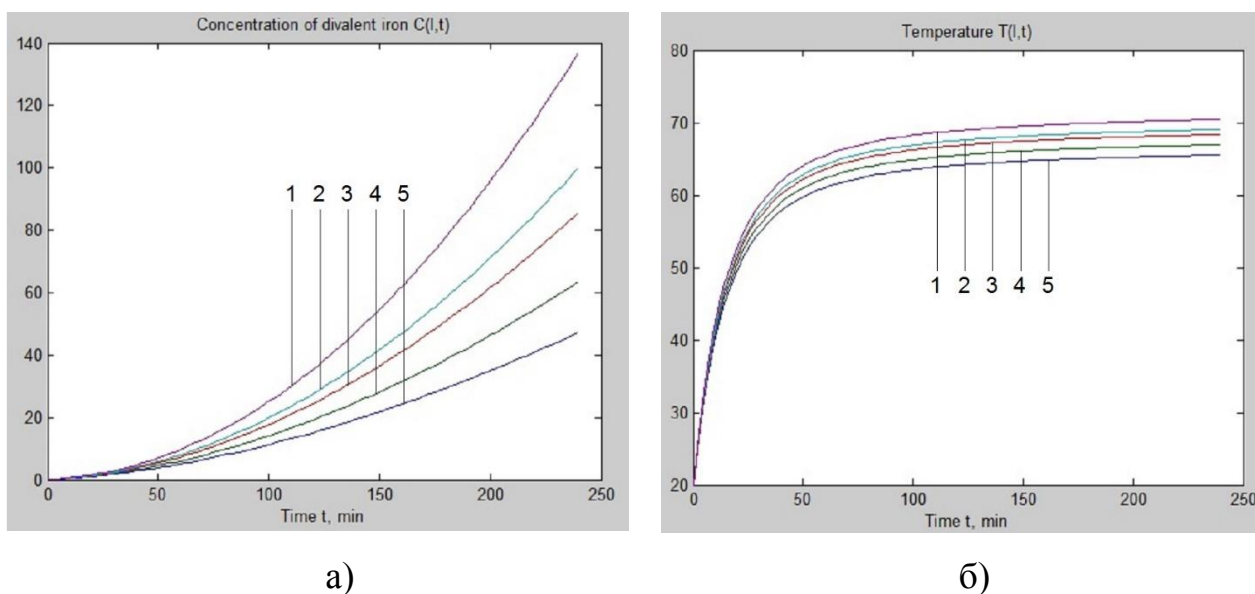 Concentration of divalent iron C(l,t)
140
120
100
80
60
40
20
0
1 2 3 4 5
0 50 100 150 200 250
Time t, min
а)
Temperature T(l,t)
80
70
60
50
40
30
20
1 2 3 4 5
0 50 100 150 200 250
Time t, min
б)